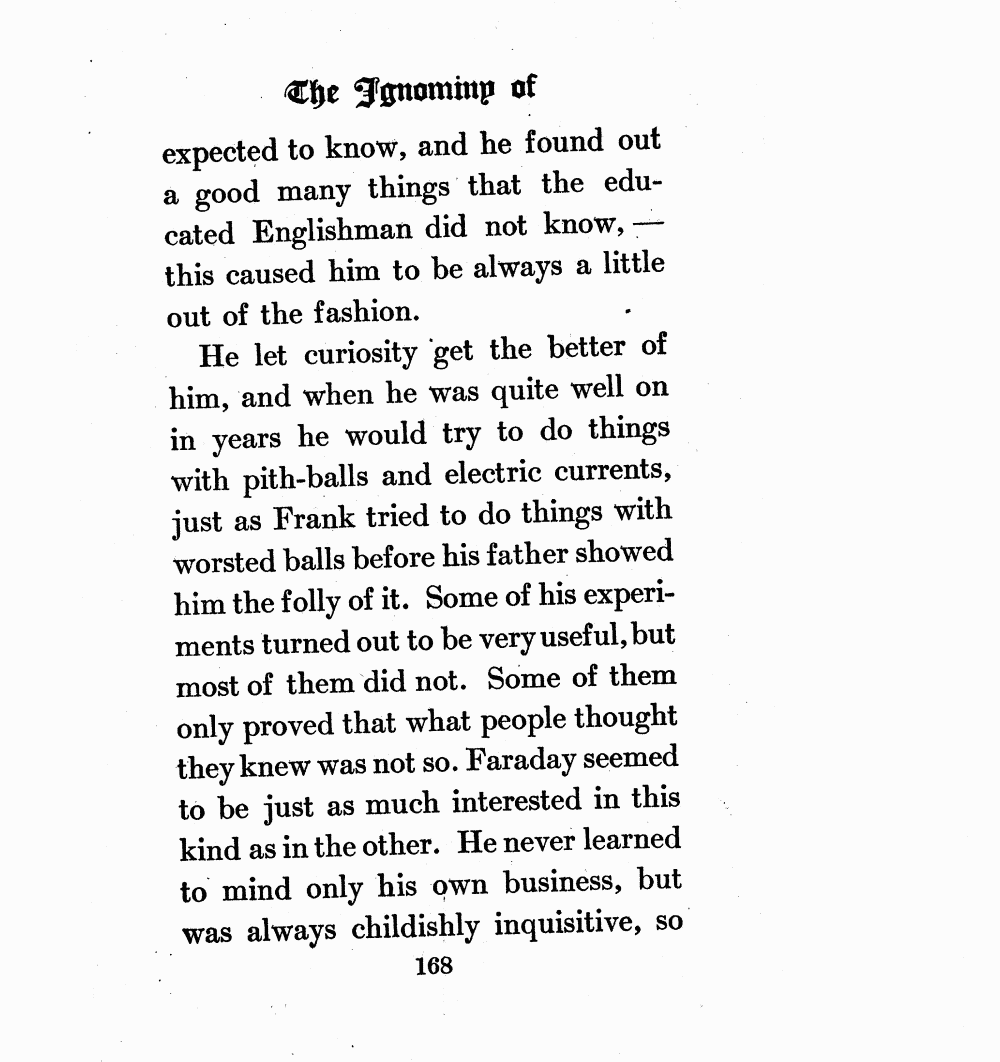 The Ignominy of
expected to know, and he found out
a good many things that the edu-
cated Englishman did not know, —
this caused him to be always a little
out of the fashion.
He let curiosity get the better of
him, and when he was quite well on
in years he would try to do things
with pith-balls and electric currents,
just as Frank tried to do things with
worsted balls before his father showed
him the folly of it. Some of his experi-
ments turned out to be very useful, but
most of them did not. Some of them
only proved that what people thought
they knew was not so. Faraday seemed
to be just as much interested in this
kind as in the other. He never learned
to mind only his own business, but
was always childishly inquisitive, so
168